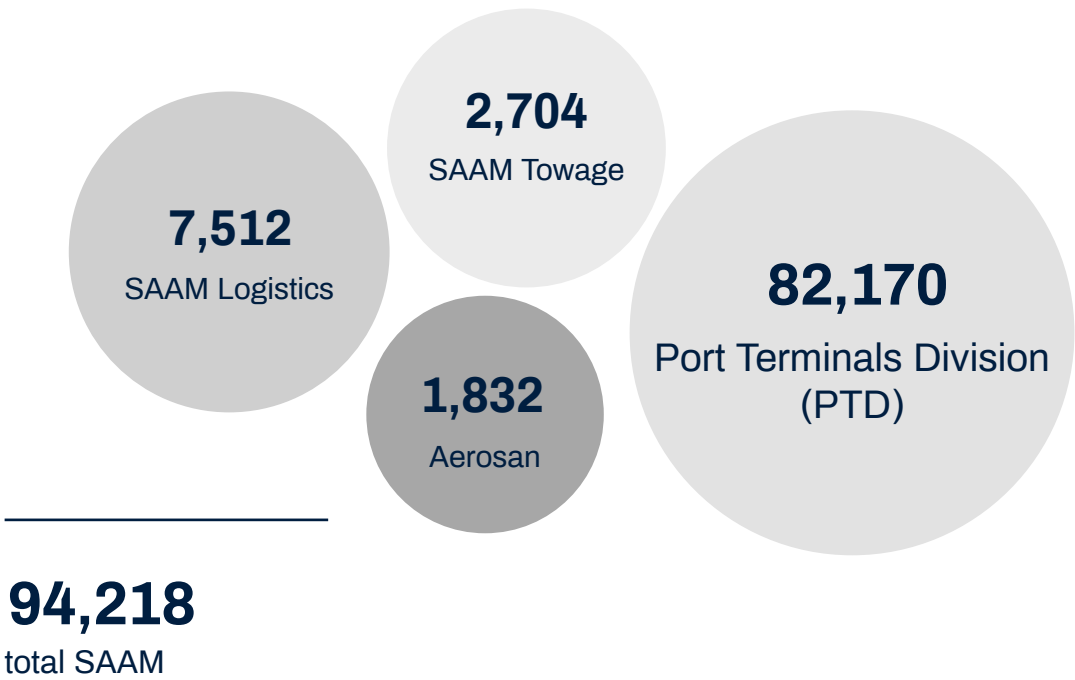 2,704
SAAM Towage
7,512
SAAM Logistics
82,170
Port Terminals Division
(PTD)
1,832
Aerosan
94,218
total SAAM